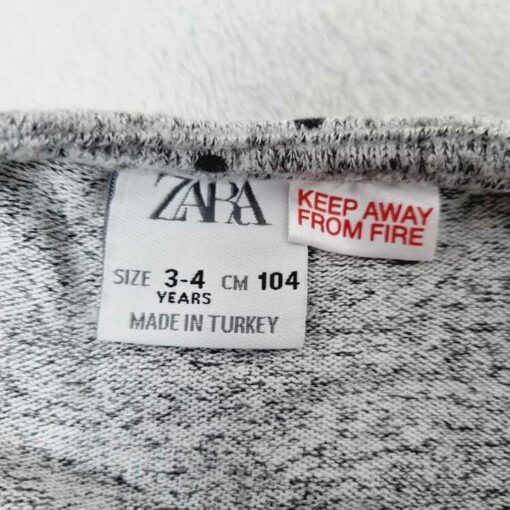 ZARA
KEEP AWAY
FROM FIRE
SIZE 3-4 CM 104
YEARS
MADE IN TURKEY